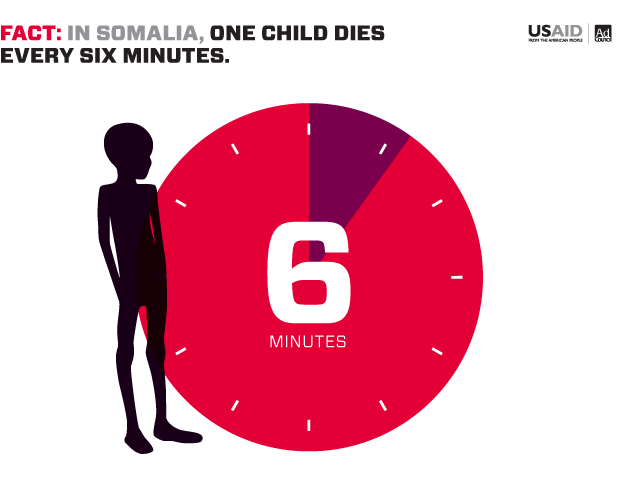 FACT: IN SOMALIA, ONE CHILD DIES
EVERY SIX MINUTES.
USAID
FROM THE AMERICAN PEOPLE
Ad
Council
6
MINUTES